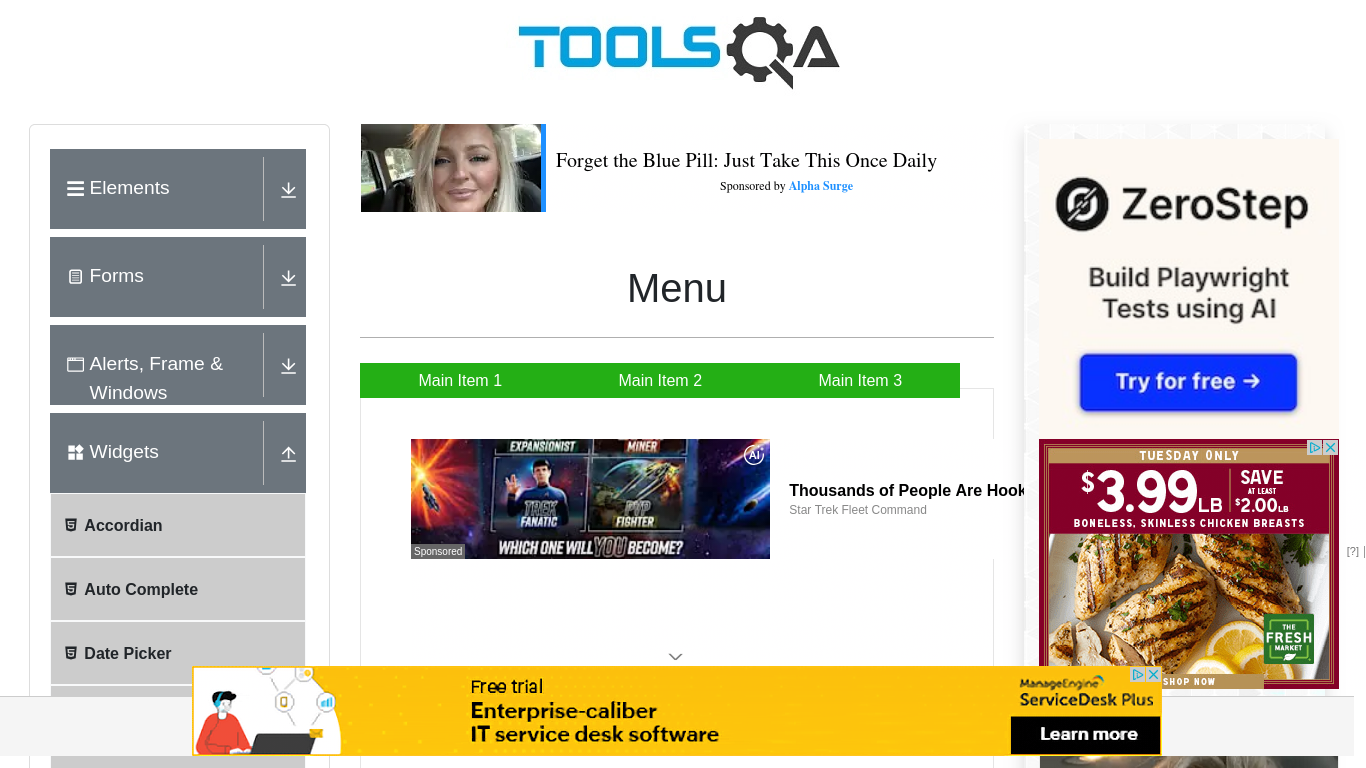 TOOLSQA
Forget the Blue Pill: Just Take This Once Daily
Sponsored by Alpha Surge
Elements
Forms
Alerts, Frame &
Windows
Widgets
Accordian
Auto Complete
Date Picker
Menu
Main Item 1
Main Item 2
Main Item 3
EXPANSIONIST
MINER
AI
TREK
FANATIC
PVP
FIGHTER
WHICH ONE WILL YOU BECOME?
Sponsored
Thousands of People Are Hook
Star Trek Fleet Command
ZeroStep
Build Playwright
Tests using AI
Try for free →
TUESDAY ONLY
$3.99LB
SAVE
AT LEAST
$2.00LB
BONELESS, SKINLESS CHICKEN BREASTS
THE
FRESH
MARKET
SHOP NOW
[?]
Free trial
Enterprise-caliber
IT service desk software
ManageEngine
ServiceDesk Plus
Learn more